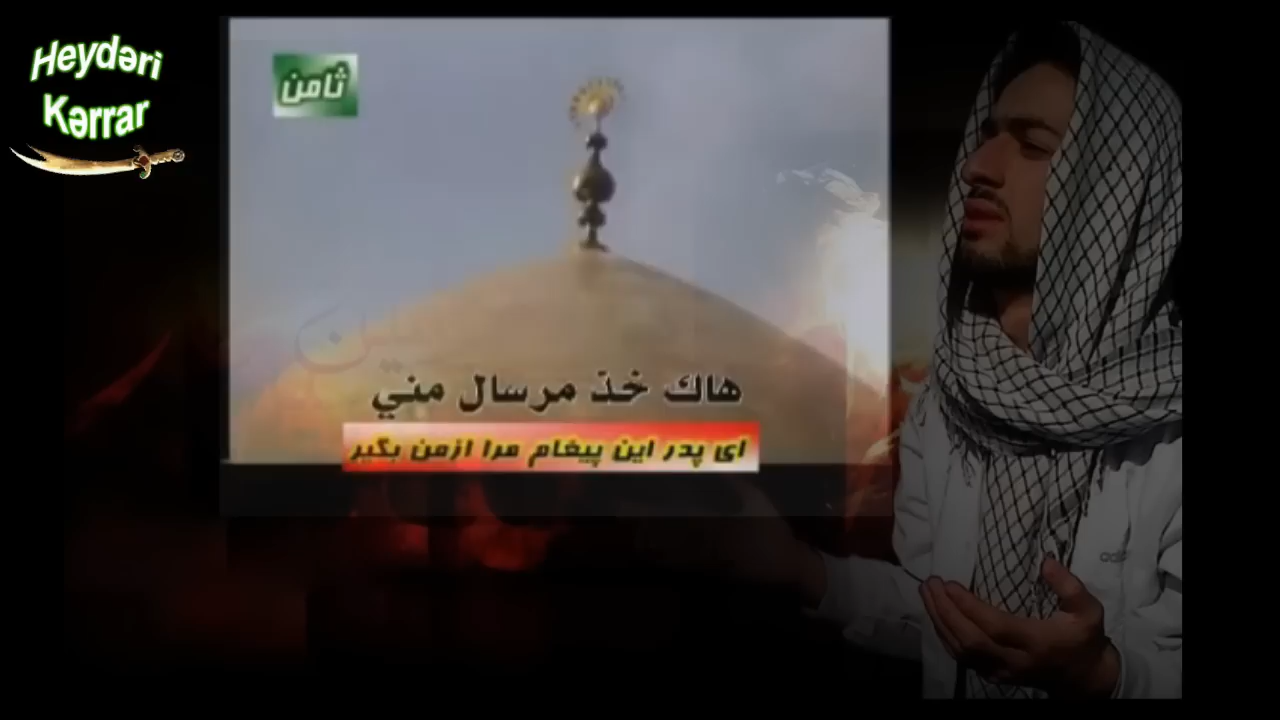 Heydəri
Kərrar
ثامن
هاك خذ مرسال مني
ای پدر این پیغام مرا ازمن بگیر